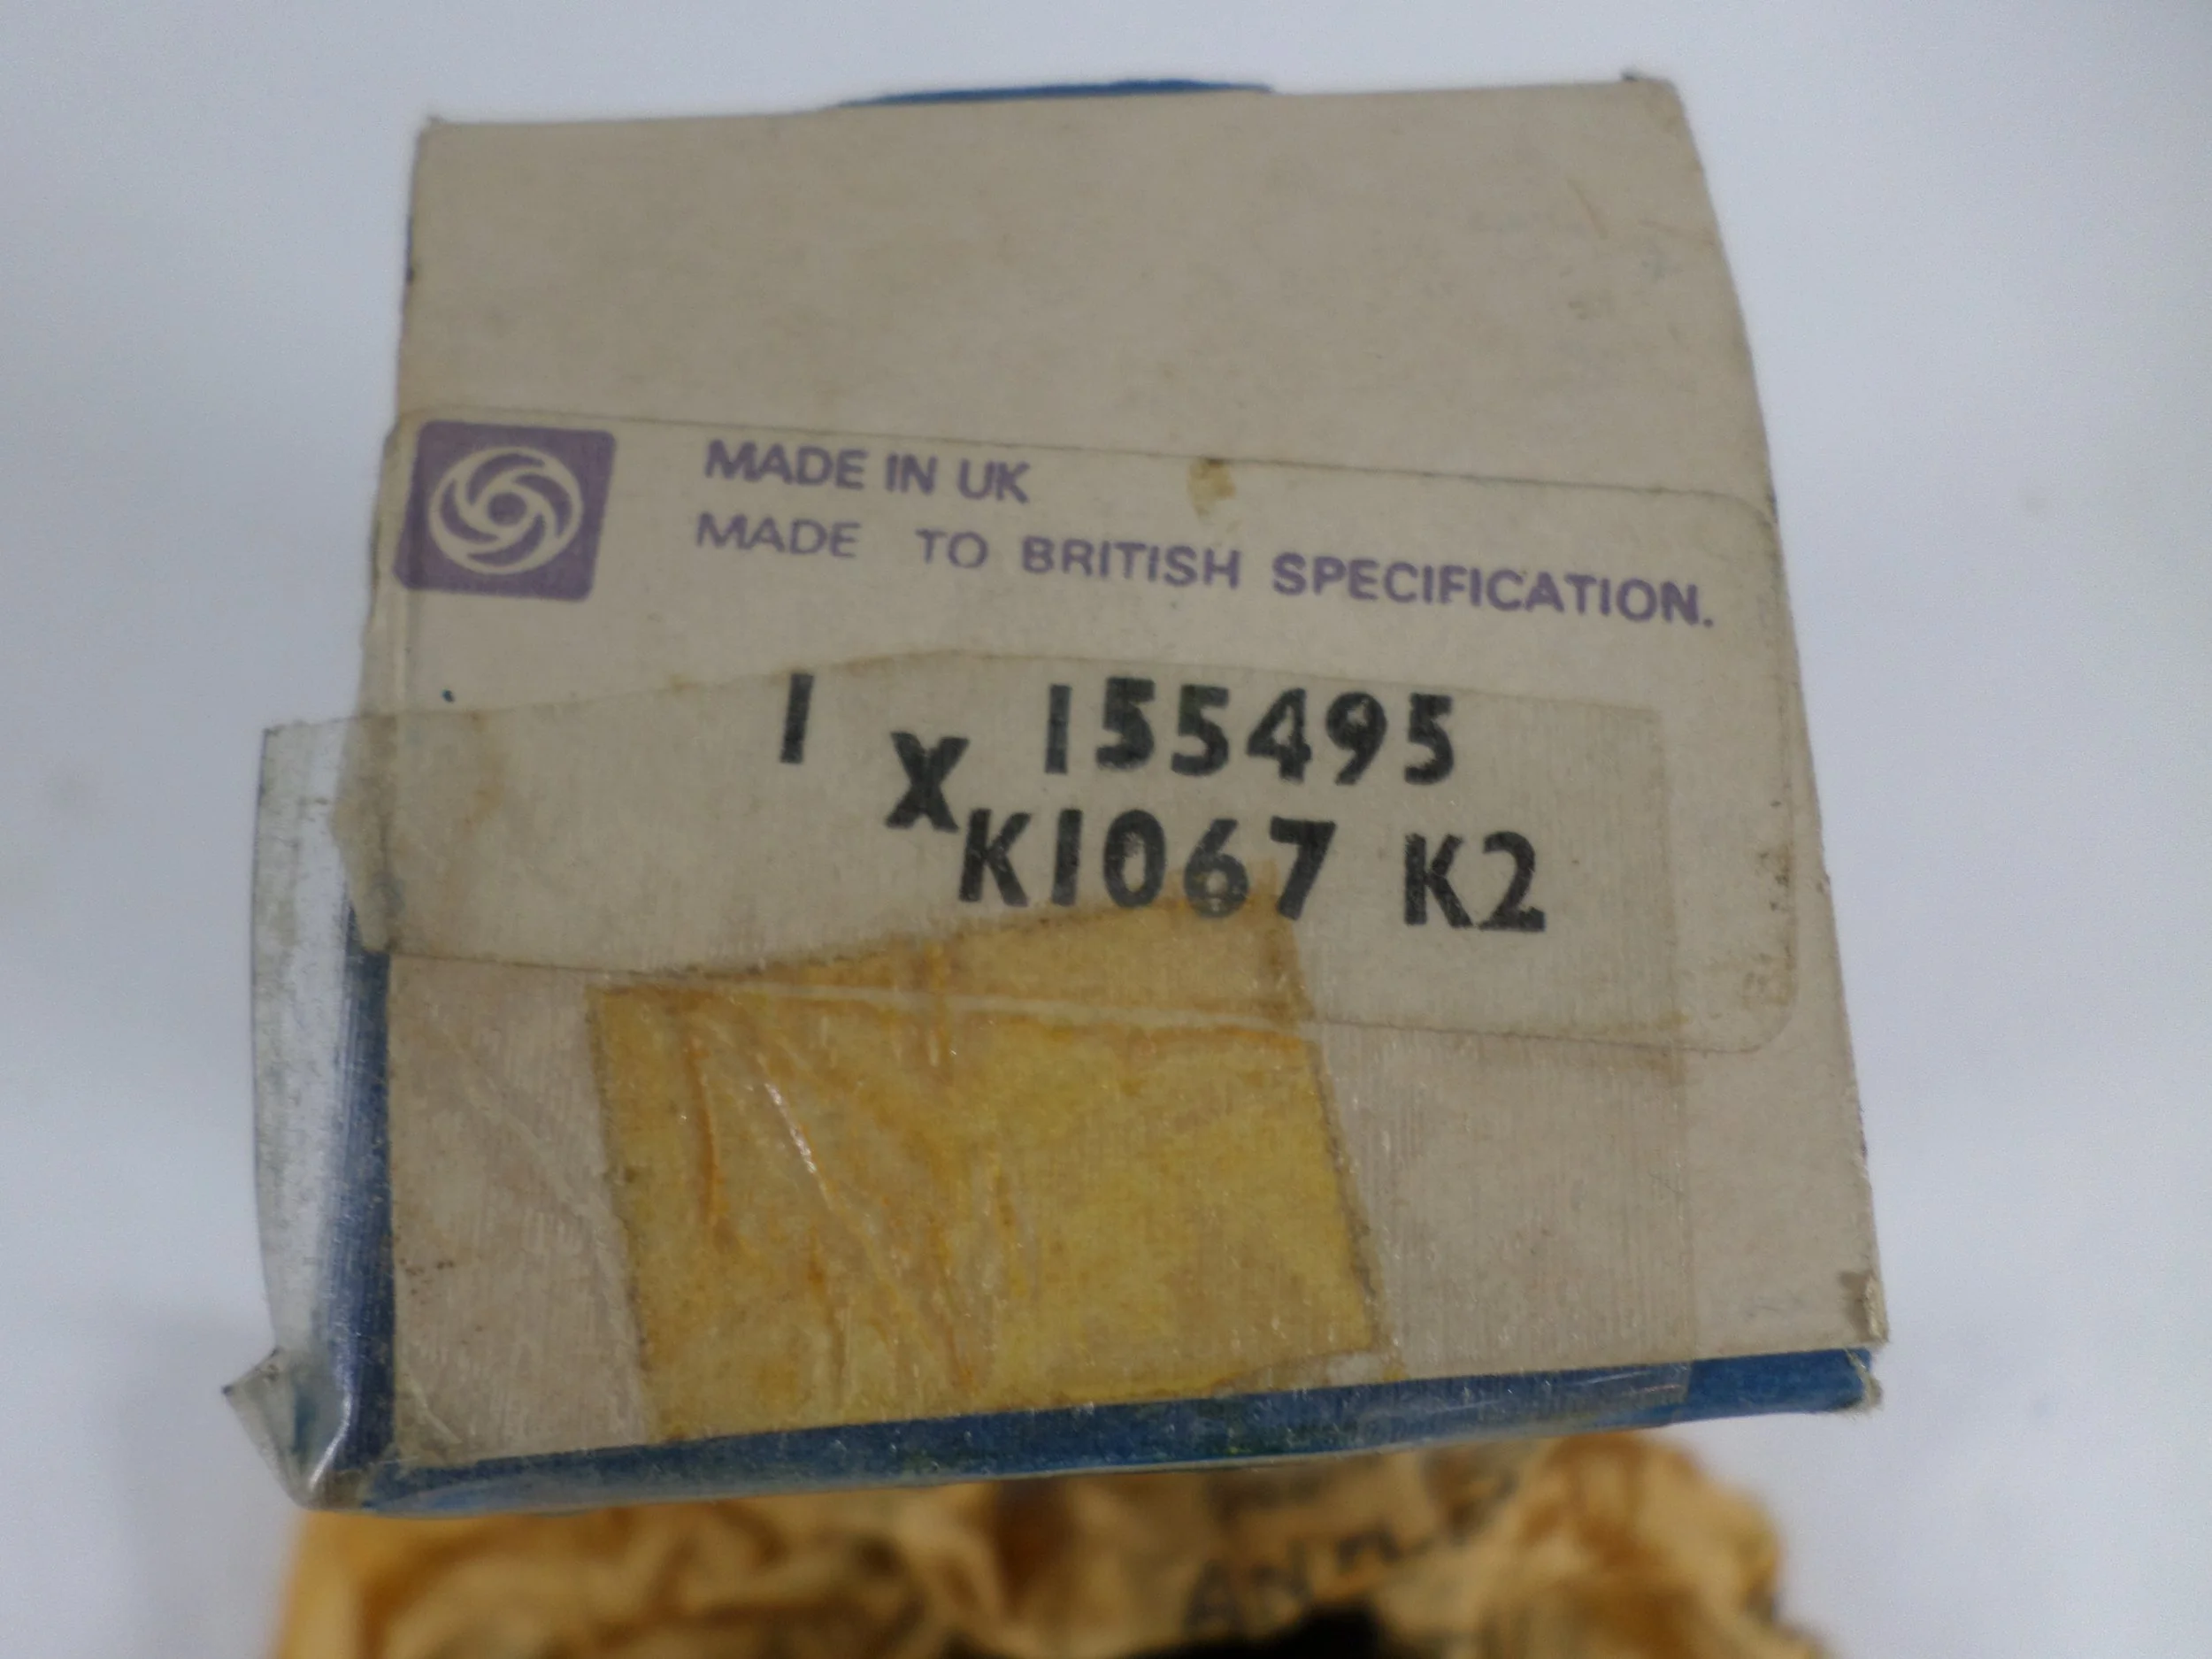 MADE IN UK
MADE TO BRITISH SPECIFICATION.
1 155495
X
K1067 K2